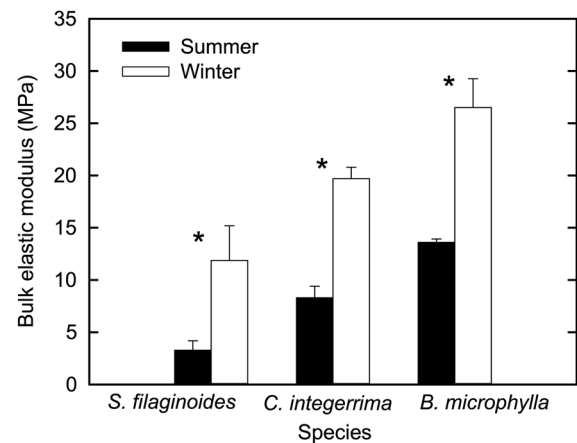 35
30
25
20
15
10
5
0
Bulk elastic modulus (MPa)
Summer
Winter
*
*
*
S. filaginoides C. integerrima B. microphylla
Species